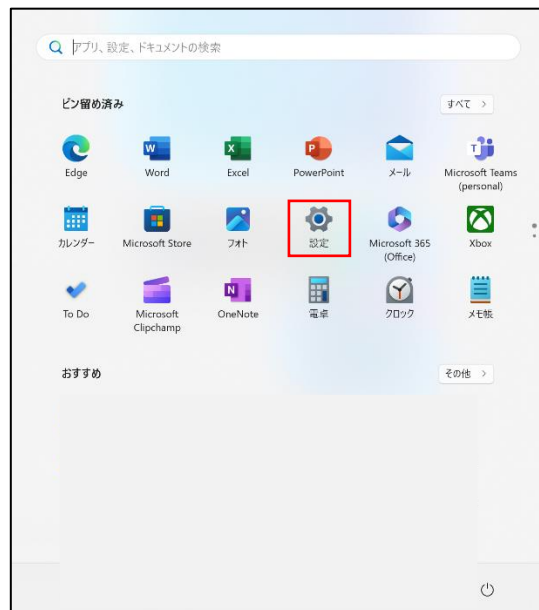 アプリ、設定、ドキュメントの検索
ピン留め済み
すべて >
Edge
Word
Excel
PowerPoint
メール
Microsoft Teams
(personal)
カレンダー
Microsoft Store
フォト
設定
Microsoft 365
(Office)
Xbox
To Do
Microsoft
Clipchamp
OneNote
電卓
クロック
メモ帳
おすすめ
その他 >